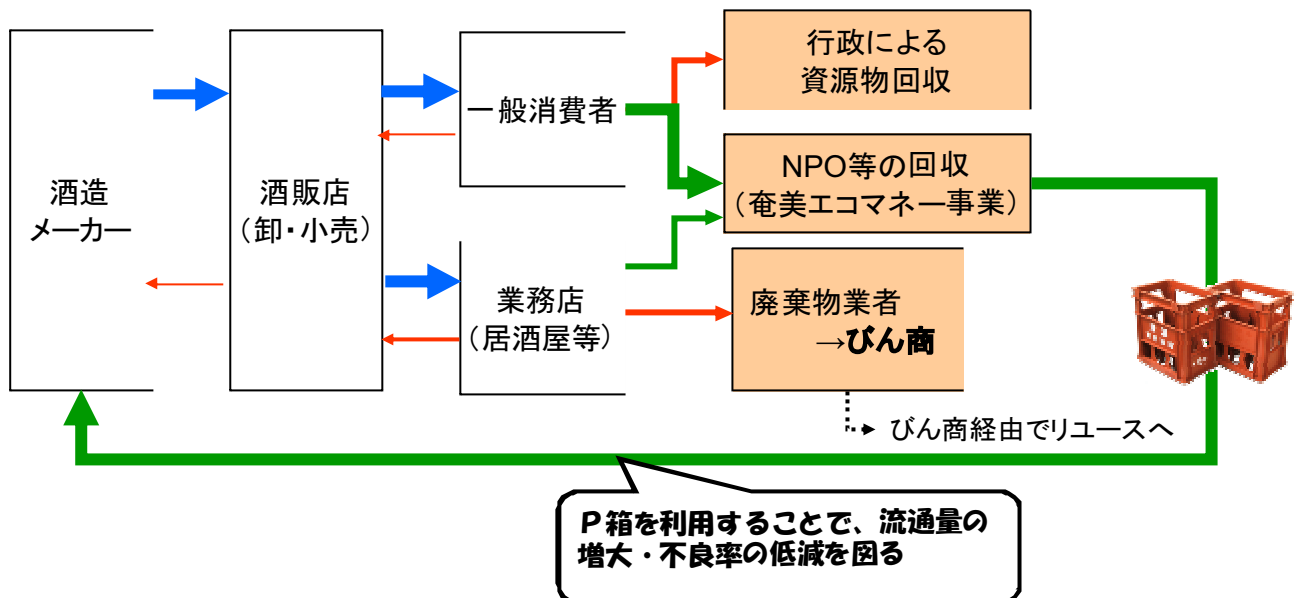 酒造
メーカー
酒販店
（卸・小売）
一般消費者
業務店
（居酒屋等）
行政による
資源物回収
NPO等の回収
（奄美エコマネー事業）
廃棄物業者
→びん商
びん商経由でリユースへ
Ｐ箱を利用することで、流通量の
増大・不良率の低減を図る